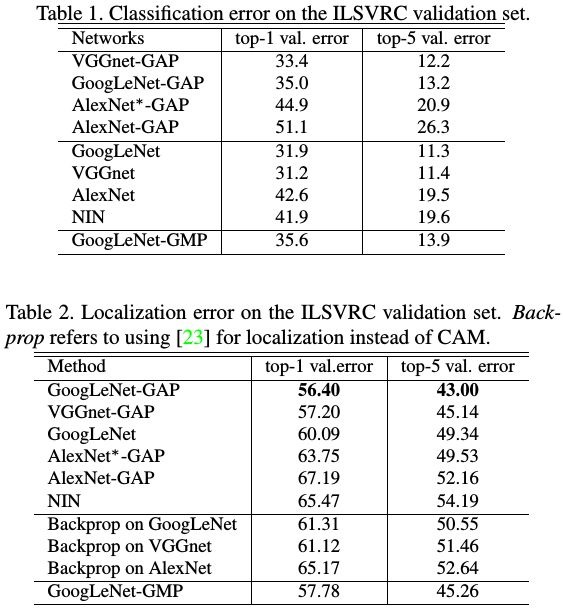 Table 1. Classification error on the ILSVRC validation set.
Networks top-1 val. error top-5 val. error
VGGnet-GAP 33.4 12.2
GoogLeNet-GAP 35.0 13.2
AlexNet*-GAP 44.9 20.9
AlexNet-GAP 51.1 26.3
GoogLeNet 31.9 11.3
VGGnet 31.2 11.4
AlexNet 42.6 19.5
NIN 41.9 19.6
GoogLeNet-GMP 35.6 13.9
Table 2. Localization error on the ILSVRC validation set. Back-
prop refers to using [23] for localization instead of CAM.
Method top-1 val.error top-5 val. error
GoogLeNet-GAP 56.40 43.00
VGGnet-GAP 57.20 45.14
GoogLeNet 60.09 49.34
AlexNet*-GAP 63.75 49.53
AlexNet-GAP 67.19 52.16
NIN 65.47 54.19
Backprop on GoogLeNet 61.31 50.55
Backprop on VGGnet 61.12 51.46
Backprop on AlexNet 65.17 52.64
GoogLeNet-GMP 57.78 45.26